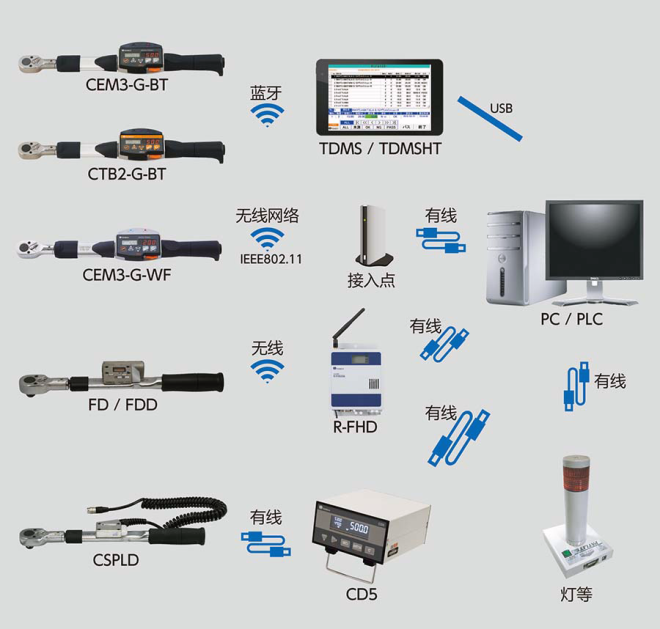 CEM3-G-BT
蓝牙
CTB2-G-BT
TDMS / TDMSHT
USB
CEM3-G-WF
无线网络
IEEE802.11
接入点
有线
PC / PLC
FD / FDD
无线
R-FHD
有线
有线
有线
CSPLD
有线
CD5
灯等